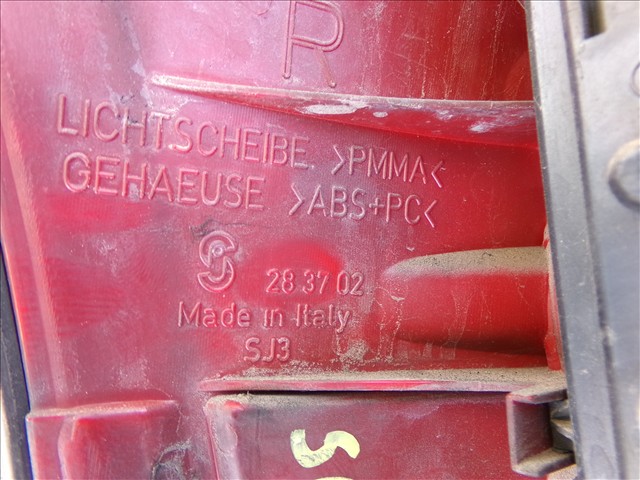 R
LICHTSCHEIBE >PMMA<
GEHAEUSE >ABS+PC<
28 37 02
Made in Italy
SJ3